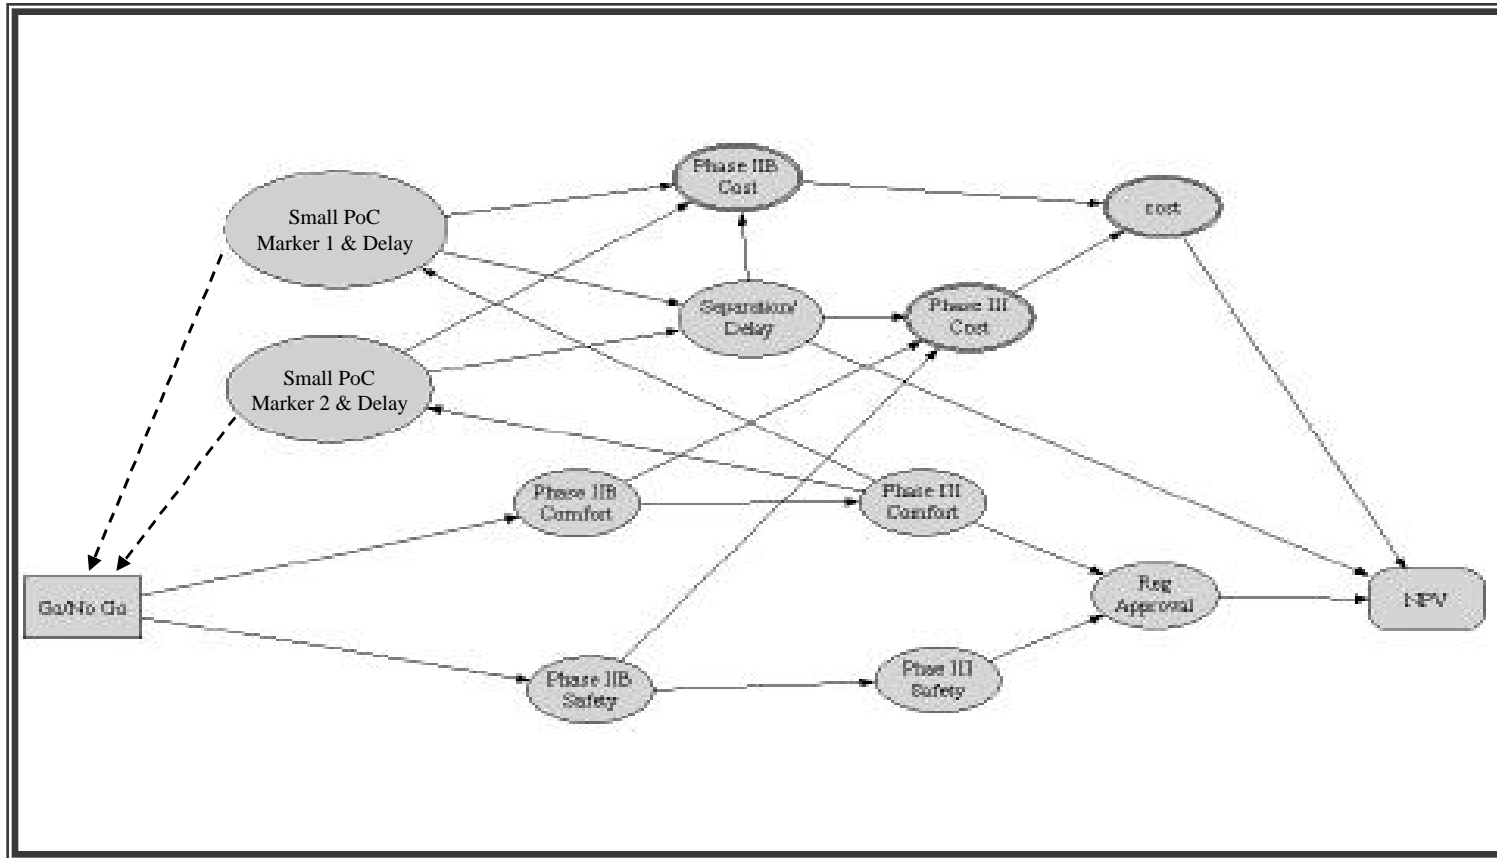 Phase IIB
Cost
Small PoC
Marker 1 & Delay
cost
Separation/
Delay
Phase III
Cost
Small PoC
Marker 2 & Delay
Phase IIB
Comfort
Phase III
Comfort
Go/No Go
Reg
Approval
NPV
Phase IIB
Safety
Phase III
Safety